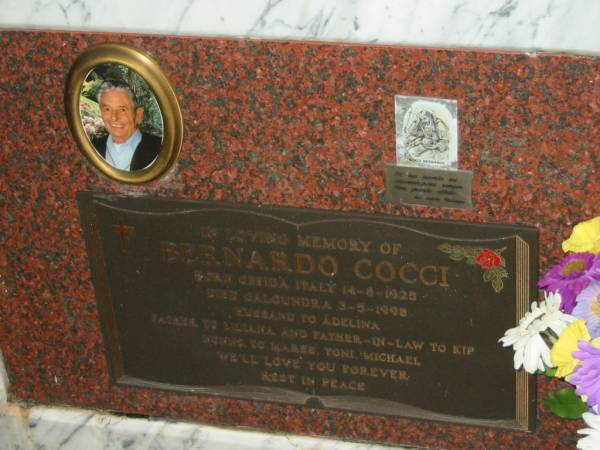 IN LOVING MEMORY OF
BERNARDO COCCI
BORN OFFIDA ITALY 14-8-1925
DIED CALOUNDRA 3-5-1998
HUSBAND TO ADELINA
FATHER TO LILIANA AND FATHER-IN-LAW TO KIP
NONNO TO MAREE, TONI, MICHAEL
WE'LL LOVE YOU FOREVER
REST IN PEACE